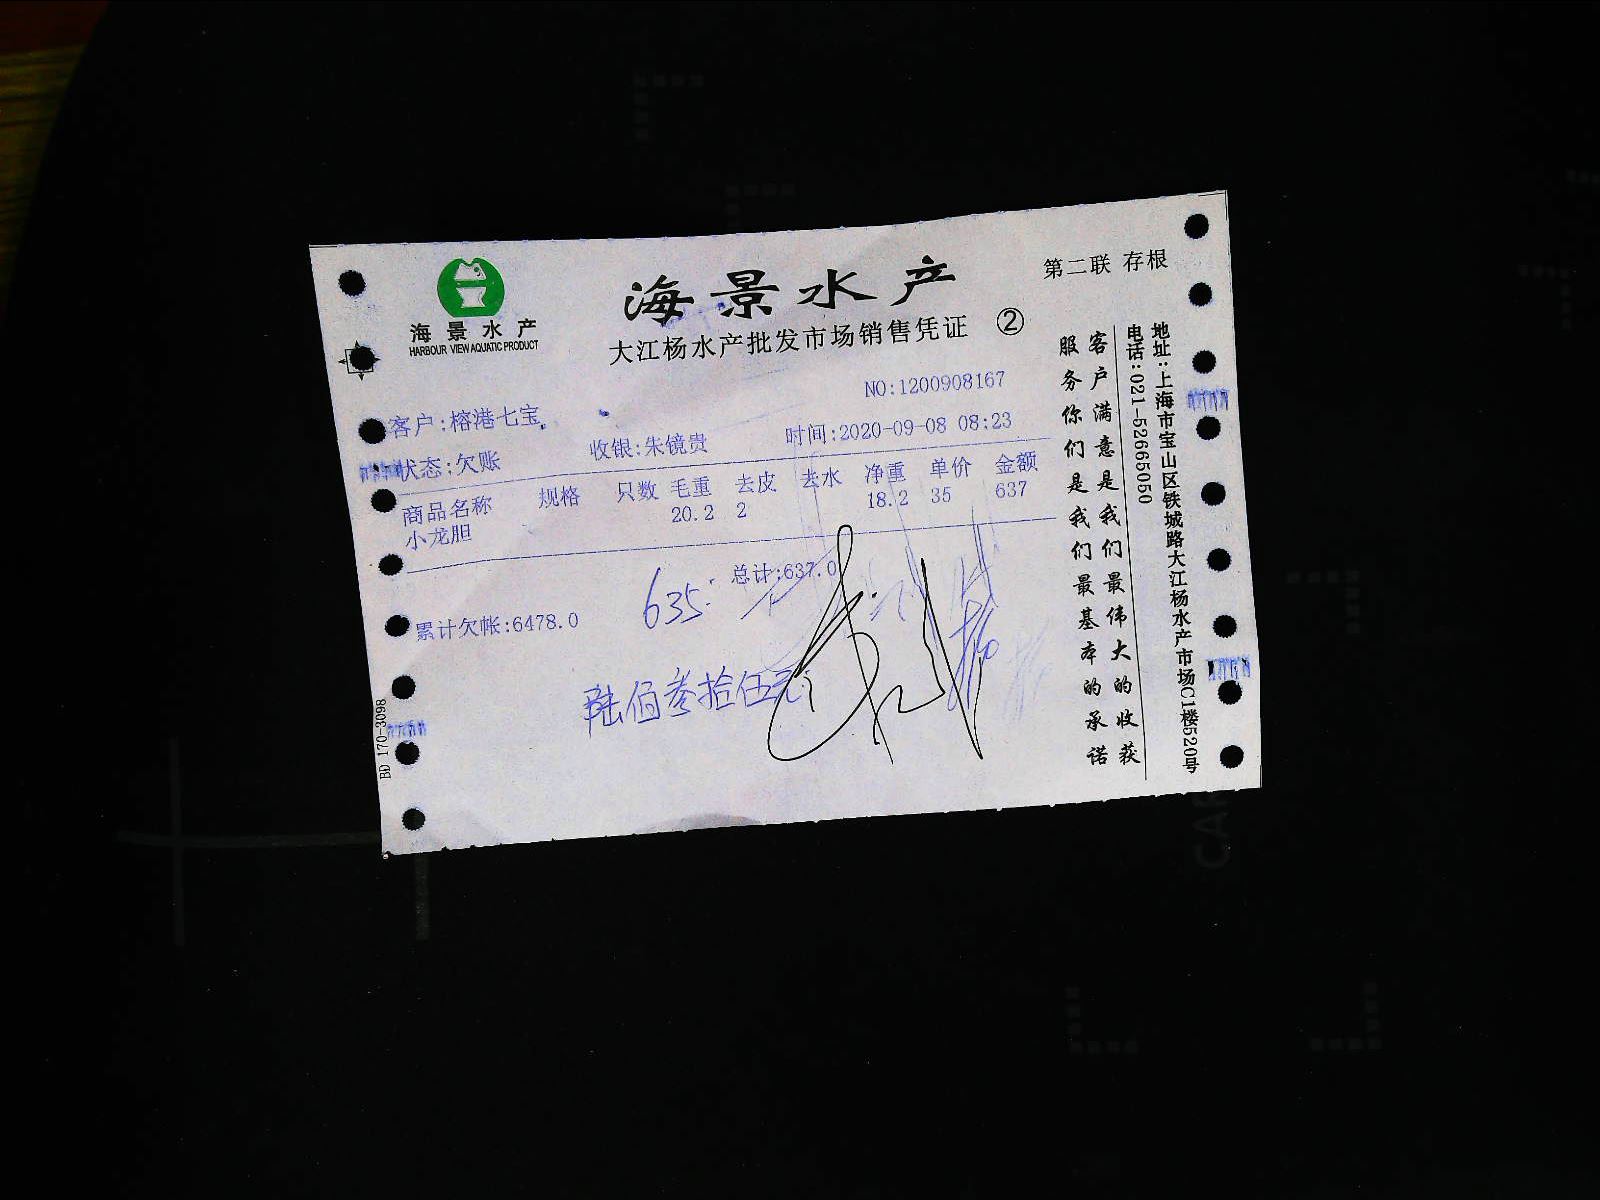 海景水产
HARBOUR VIEW AQUATIC PRODUCT
海景水产
大江杨水产批发市场销售凭证 ②
第二联 存根
NO:1200908167
客户:榕港七宝
收银:朱镜贵
时间:2020-09-08 08:23
状态:欠账
商品名称 规格 只数 毛重 去皮 去水 净重 单价 金额
小龙胆 20.2 2 18.2 35 637
总计:637.0
635
累计欠帐:6478.0
陆佰叁拾伍元
客户满意是我们最伟大的收获
服务你们是我们最基本的承诺
地址:上海市宝山区铁城路大江杨水产市场C1楼520号
电话:021-52665050
BD 170-3098